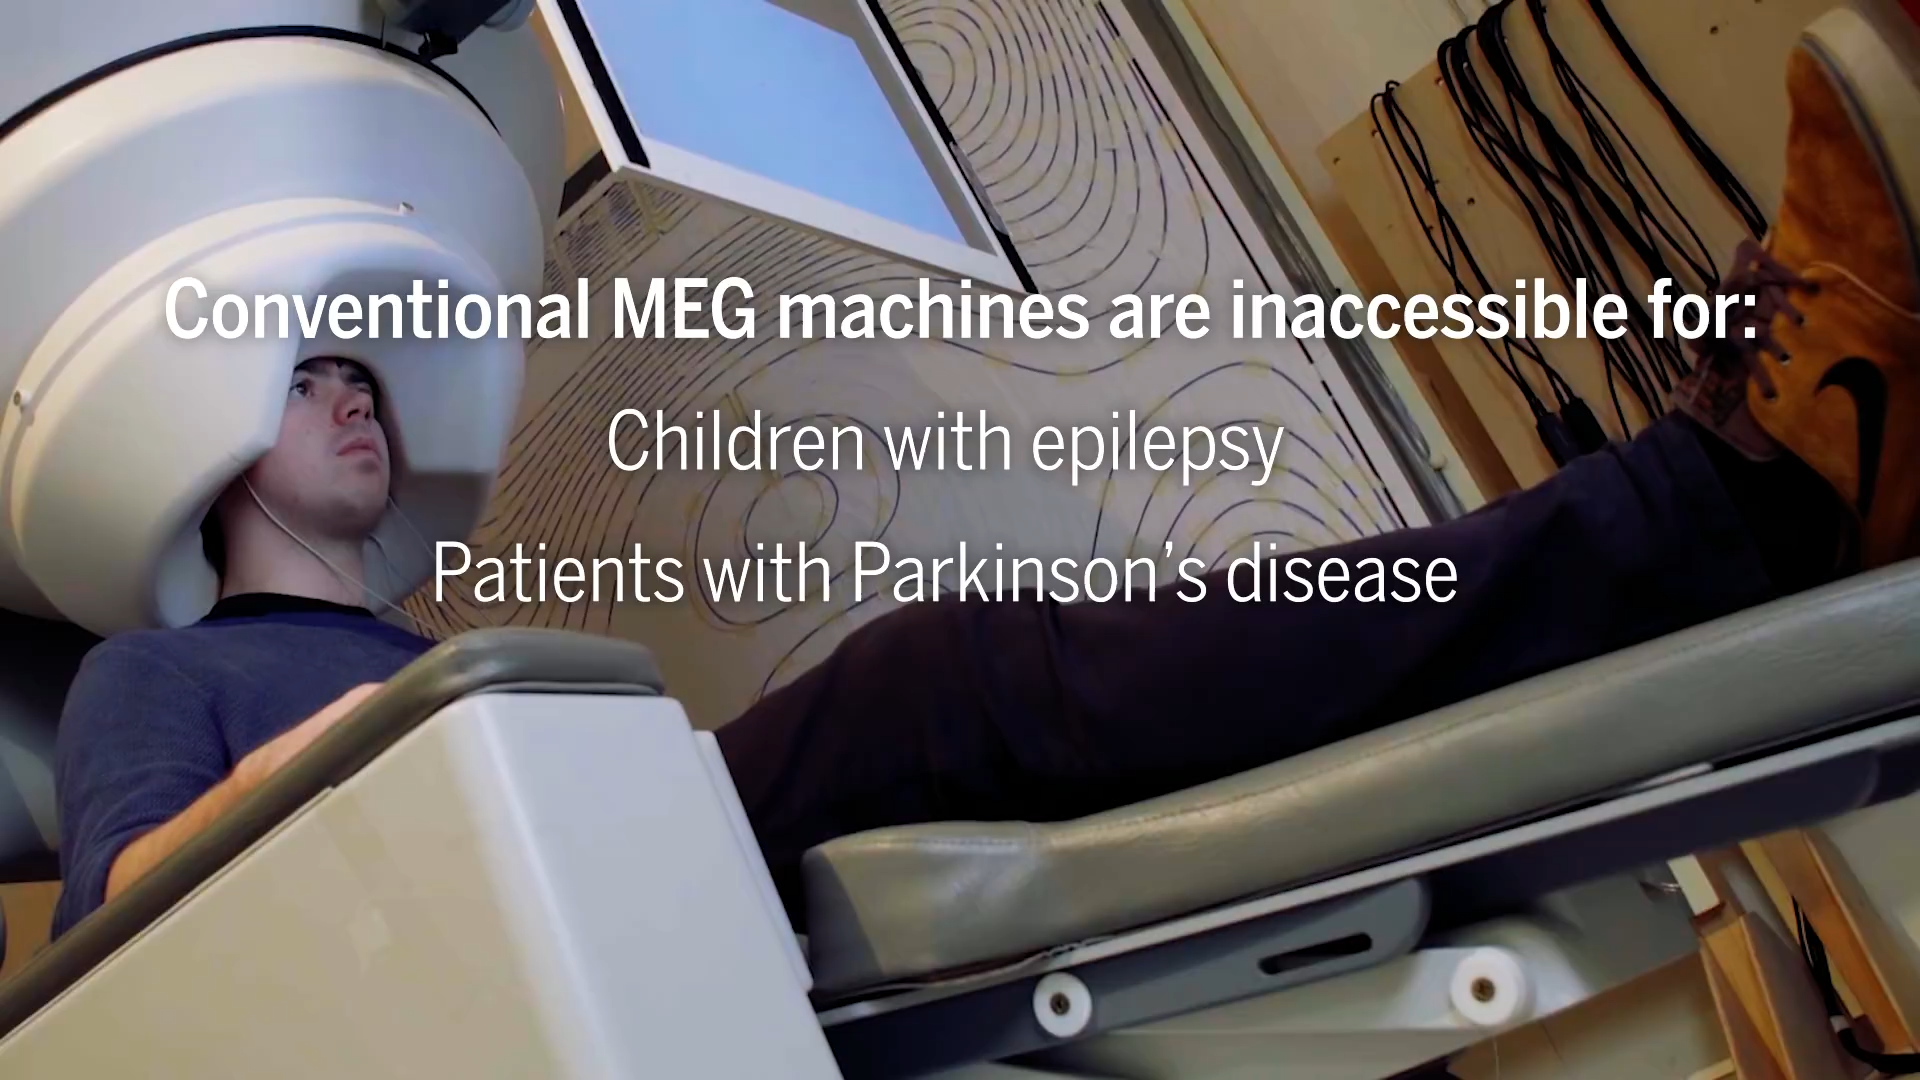 Conventional MEG machines are inaccessible for:
Children with epilepsy
Patients with Parkinson’s disease